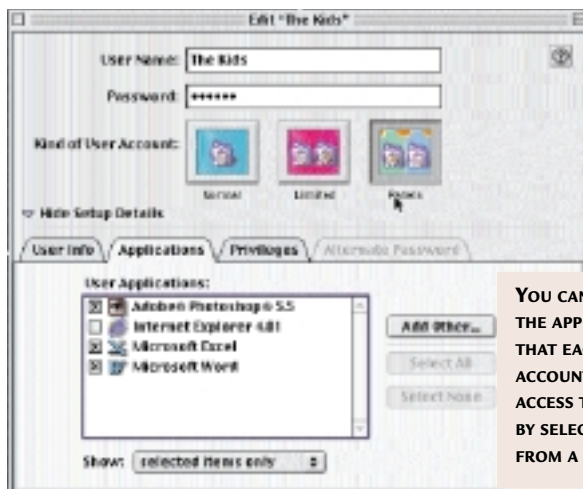 Edit "The Kids"
User Name: The Kids
Password: ••••••
Kind of User Account:
Normal Limited Panels
Hide Setup Details
User Info Applications Privileges Alternate Password
User Applications:
Adobe® Photoshop® 5.5
Internet Explorer 4.01
Microsoft Excel
Microsoft Word
Add Other...
Select All
Select None
Show: selected items only
YOU CAN
THE APP
THAT EA
ACCOUNT
ACCESS T
BY SELEC
FROM A